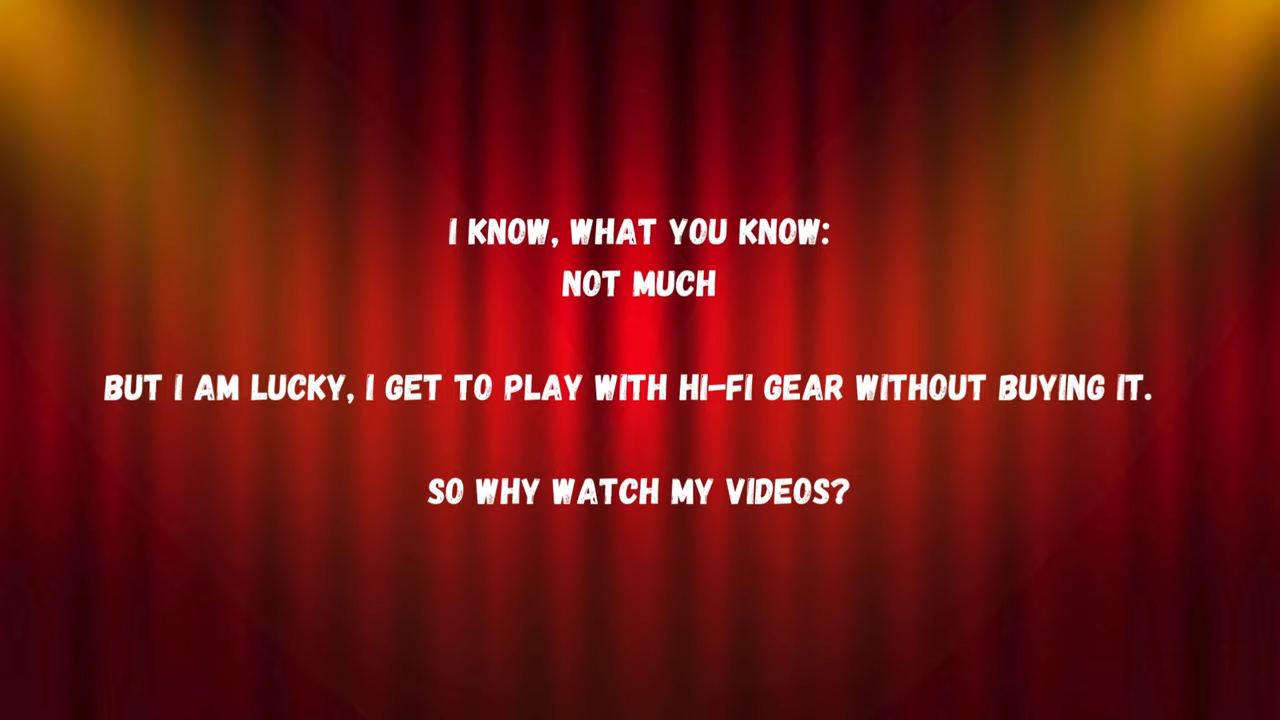 I KNOW, WHAT YOU KNOW:
NOT MUCH
BUT I AM LUCKY, I GET TO PLAY WITH HI-FI GEAR WITHOUT BUYING IT.
SO WHY WATCH MY VIDEOS?